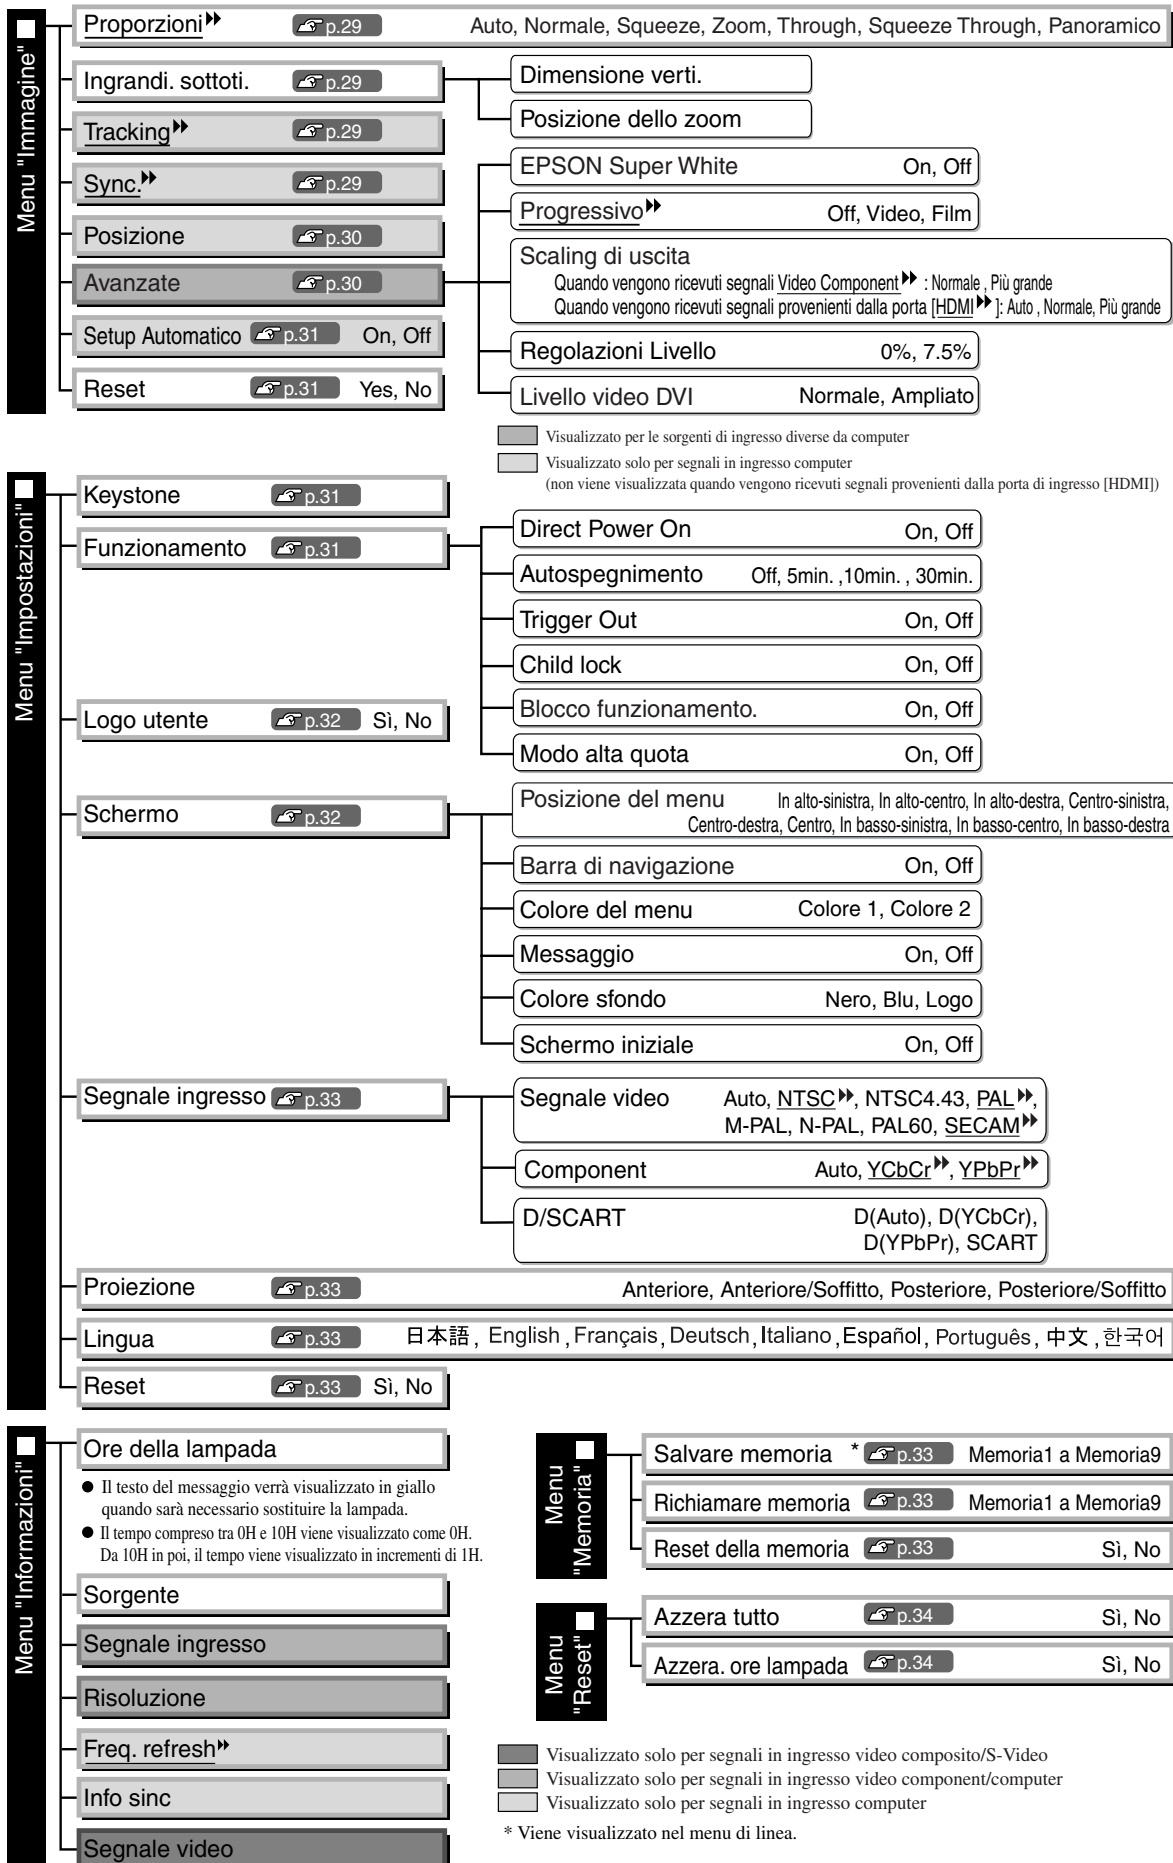 Menu "Immagine"
Proporzioni p.29 Auto, Normale, Squeeze, Zoom, Through, Squeeze Through, Panoramico
Ingrandi. sottoti. p.29
Dimensione verti.
Posizione dello zoom
Tracking p.29
Sync. p.29
Posizione p.30
Avanzate p.30
EPSON Super White On, Off
Progressivo Off, Video, Film
Scaling di uscita
Quando vengono ricevuti segnali Video Component : Normale , Più grande
Quando vengono ricevuti segnali provenienti dalla porta [HDMI ]: Auto , Normale, Più grande
Regolazioni Livello 0%, 7.5%
Livello video DVI Normale, Ampliato
Setup Automatico p.31 On, Off
Reset p.31 Yes, No
Visualizzato per le sorgenti di ingresso diverse da computer
Visualizzato solo per segnali in ingresso computer
(non viene visualizzata quando vengono ricevuti segnali provenienti dalla porta di ingresso [HDMI])
Menu "Impostazioni"
Keystone p.31
Funzionamento p.31
Direct Power On On, Off
Autospegnimento Off, 5min. ,10min. , 30min.
Trigger Out On, Off
Child lock On, Off
Blocco funzionamento. On, Off
Modo alta quota On, Off
Logo utente p.32 Sì, No
Schermo p.32
Posizione del menu In alto-sinistra, In alto-centro, In alto-destra, Centro-sinistra,
Centro-destra, Centro, In basso-sinistra, In basso-centro, In basso-destra
Barra di navigazione On, Off
Colore del menu Colore 1, Colore 2
Messaggio On, Off
Colore sfondo Nero, Blu, Logo
Schermo iniziale On, Off
Segnale ingresso p.33
Segnale video Auto, NTSC , NTSC4.43, PAL ,
M-PAL, N-PAL, PAL60, SECAM
Component Auto, YCbCr , YPbPr
D/SCART D(Auto), D(YCbCr),
D(YPbPr), SCART
Proiezione p.33 Anteriore, Anteriore/Soffitto, Posteriore, Posteriore/Soffitto
Lingua p.33 日本語 , English , Français , Deutsch , Italiano , Español , Português , 中文 , 한국어
Reset p.33 Sì, No
Menu "Informazioni"
Ore della lampada
● Il testo del messaggio verrà visualizzato in giallo
quando sarà necessario sostituire la lampada.
● Il tempo compreso tra 0H e 10H viene visualizzato come 0H.
Da 10H in poi, il tempo viene visualizzato in incrementi di 1H.
Sorgente
Segnale ingresso
Risoluzione
Freq. refresh
Info sinc
Segnale video
Menu
"Memoria"
Salvare memoria * p.33 Memoria1 a Memoria9
Richiamare memoria p.33 Memoria1 a Memoria9
Reset della memoria p.33 Sì, No
Menu
"Reset"
Azzera tutto p.34 Sì, No
Azzera. ore lampada p.34 Sì, No
Visualizzato solo per segnali in ingresso video composito/S-Video
Visualizzato solo per segnali in ingresso video component/computer
Visualizzato solo per segnali in ingresso computer
* Viene visualizzato nel menu di linea.